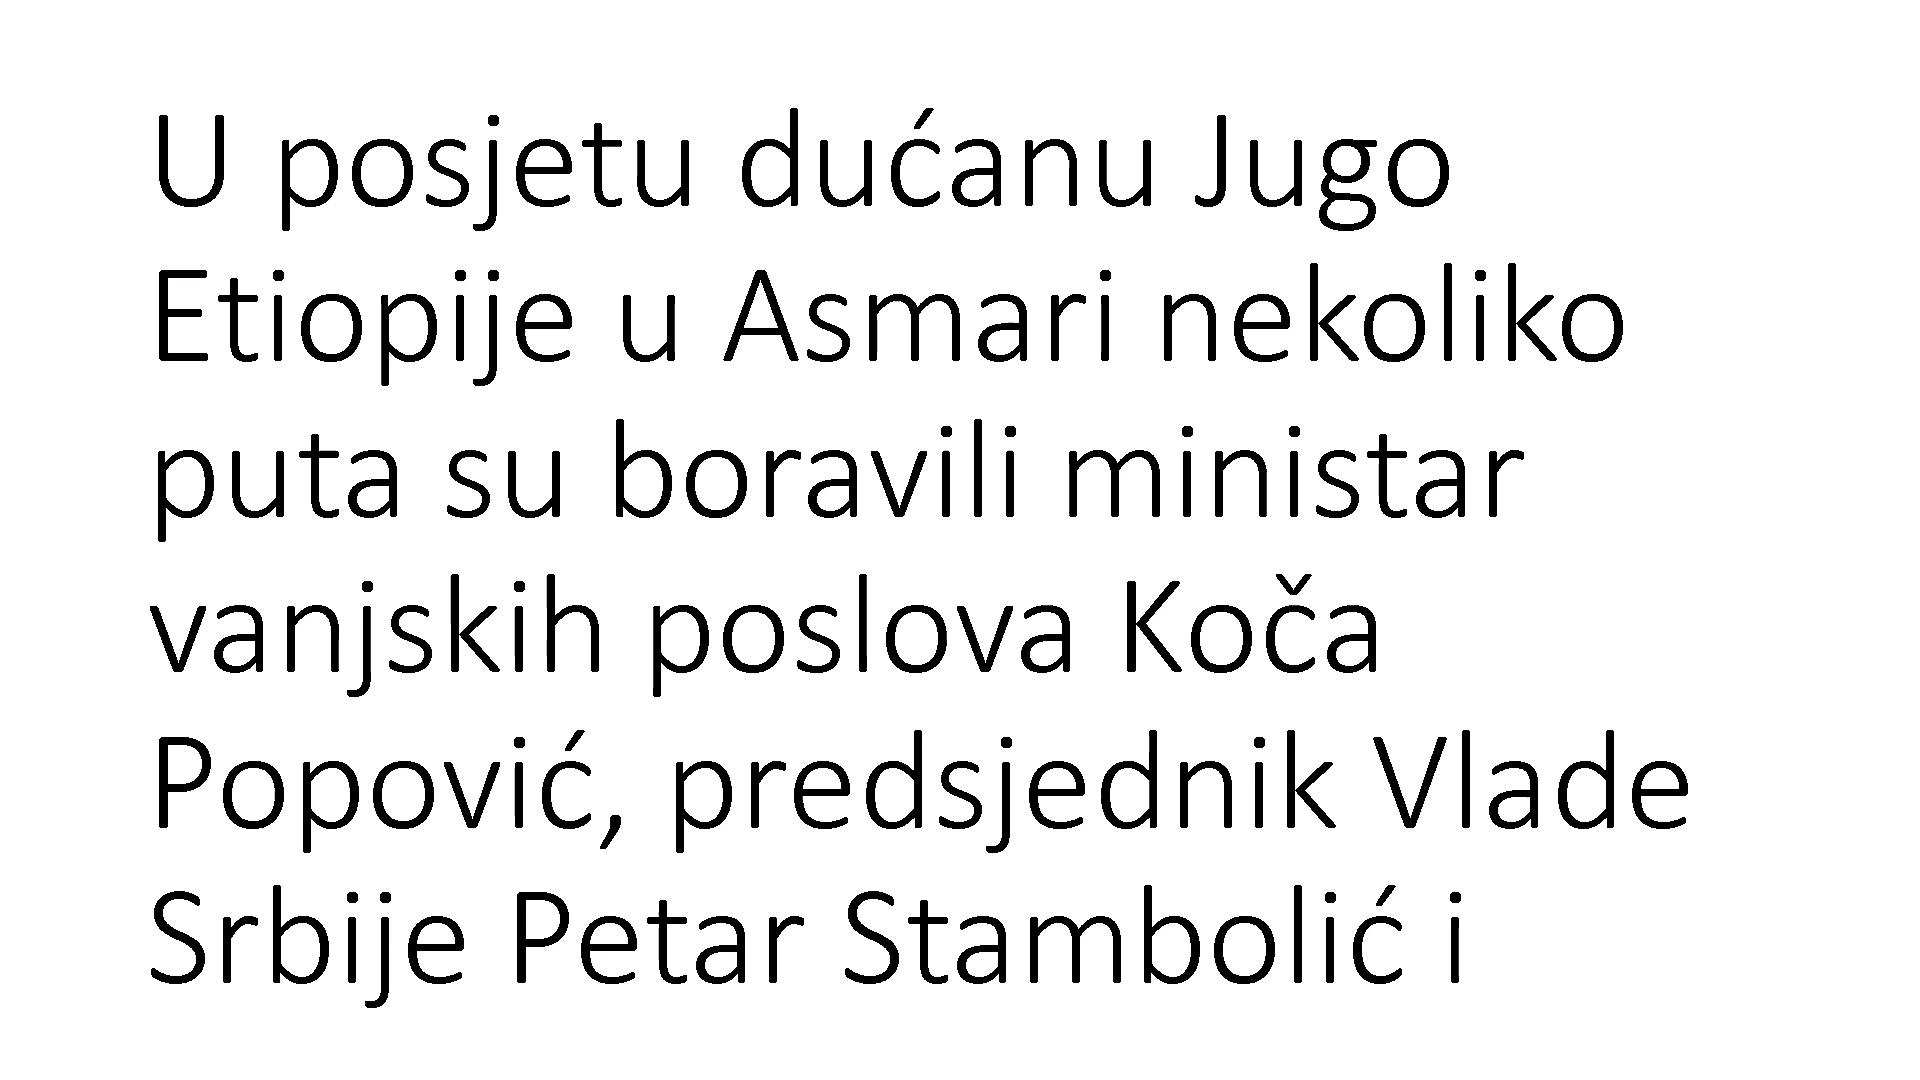 U posjetu dućanu Jugo
Etiopije u Asmari nekoliko
puta su boravili ministar
vanjskih poslova Koča
Popović, predsjednik Vlade
Srbije Petar Stambolić i